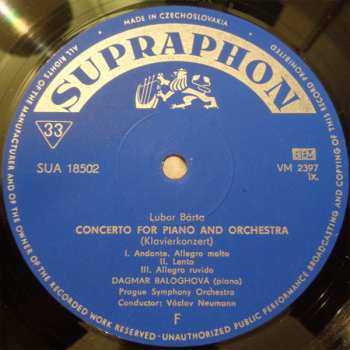 MADE IN CZECHOSLOVAKIA
ALL RIGHTS OF THE MANUFACTURER AND OF THE OWNER OF THE RECORDED WORK RESERVED - UNAUTHORIZED PUBLIC PERFORMANCE BROADCASTING AND COPYING OF THIS RECORD PROHIBITED
SUPRAPHON
33
SUA 18502
VM 2397
IX.
Lubor Bárta
CONCERTO FOR PIANO AND ORCHESTRA
(Klavierkonzert)
I. Andante. Allegro molto
II. Lento
III. Allegro ruvido
DAGMAR BALOGHOVÁ (piano)
Prague Symphony Orchestra
Conductor: Václav Neumann
F